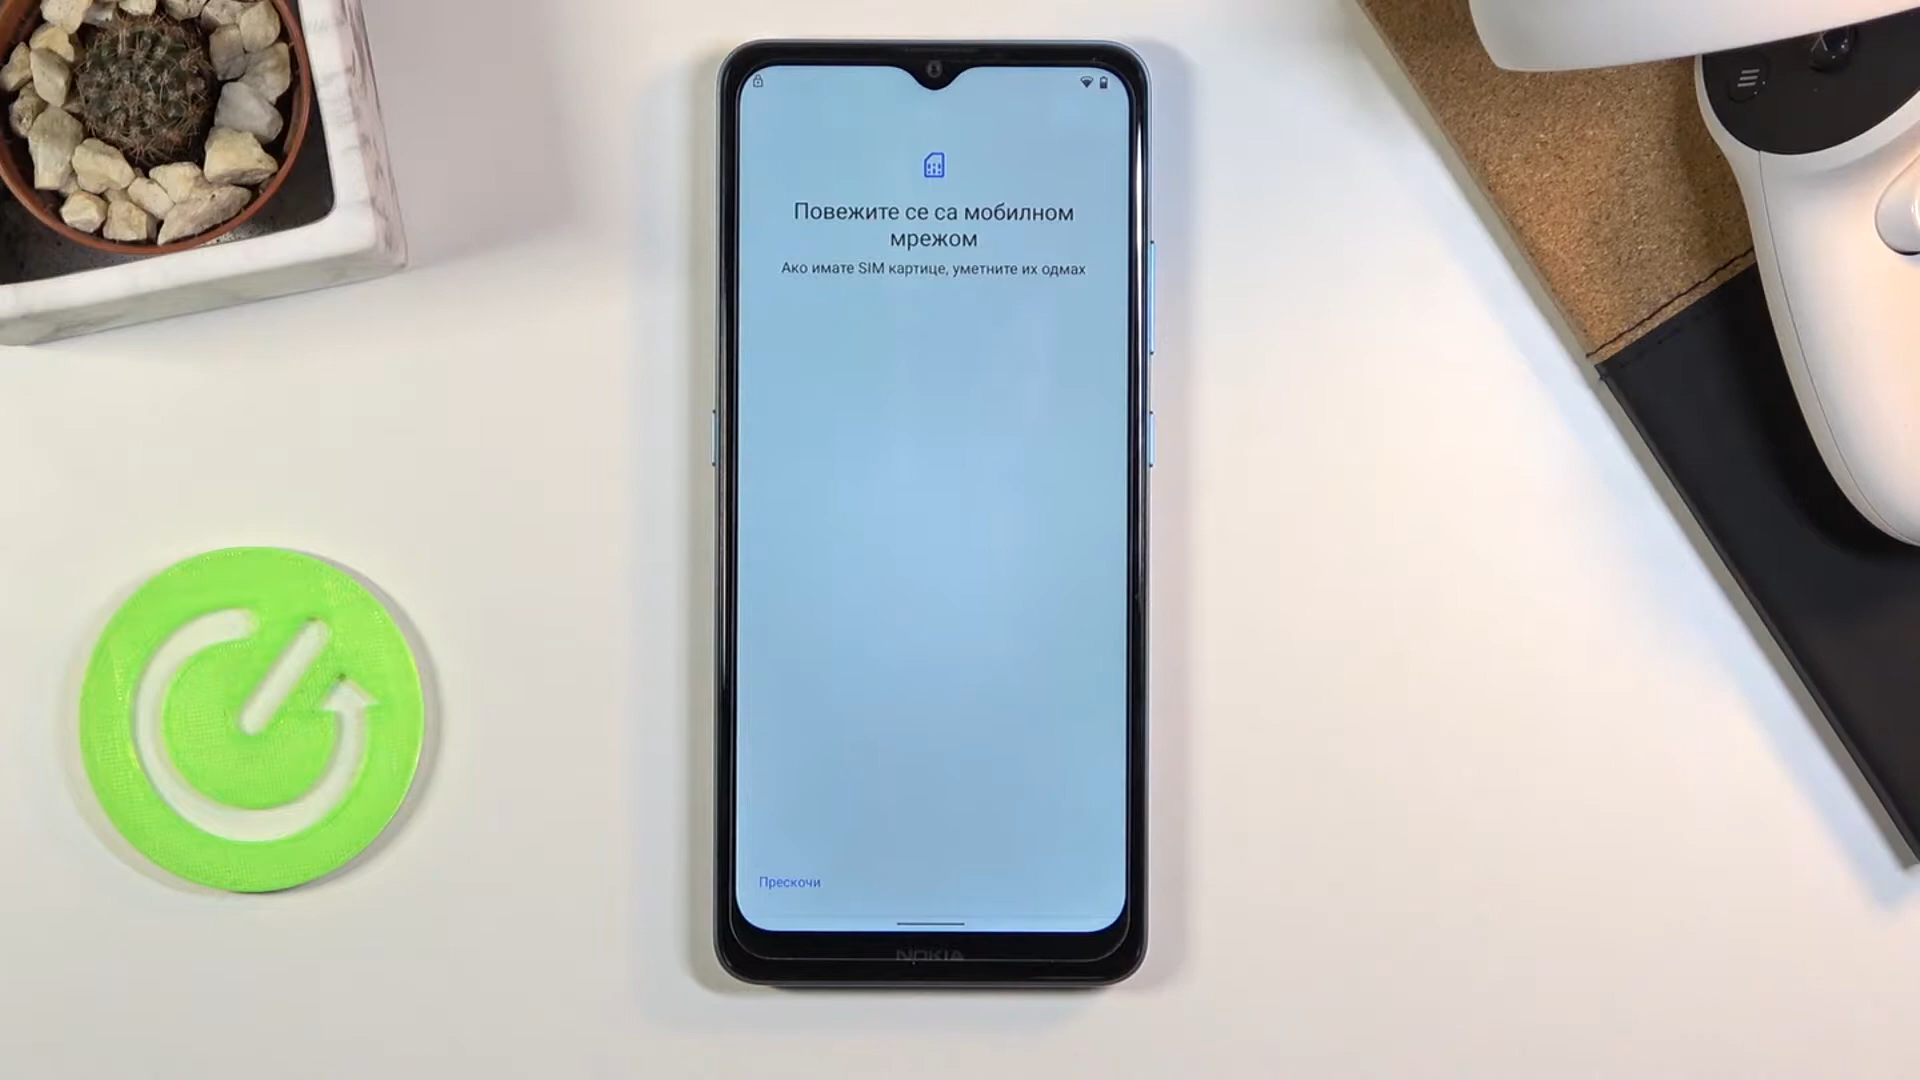 Повежите се са мобилном
мрежом
Ако имате SIM картице, уметните их одмах
Прескочи
NOKIA